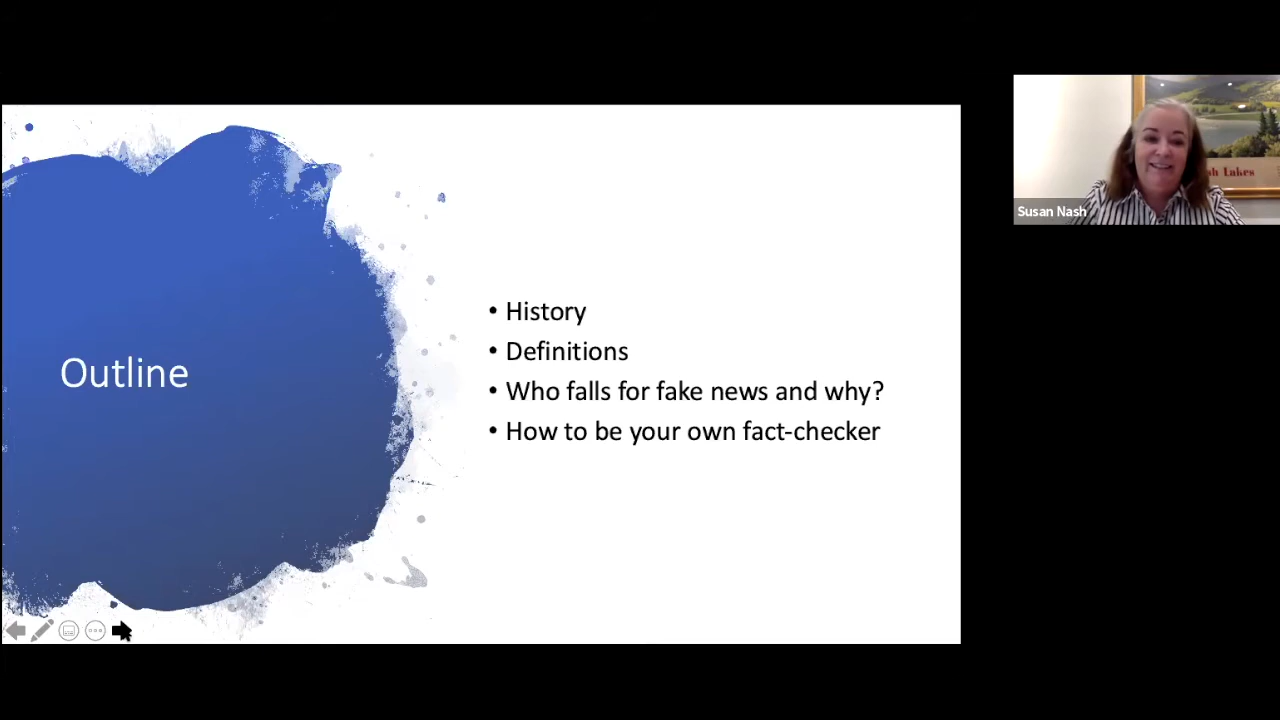 Outline
• History
• Definitions
• Who falls for fake news and why?
• How to be your own fact-checker
Lakes
Susan Nash